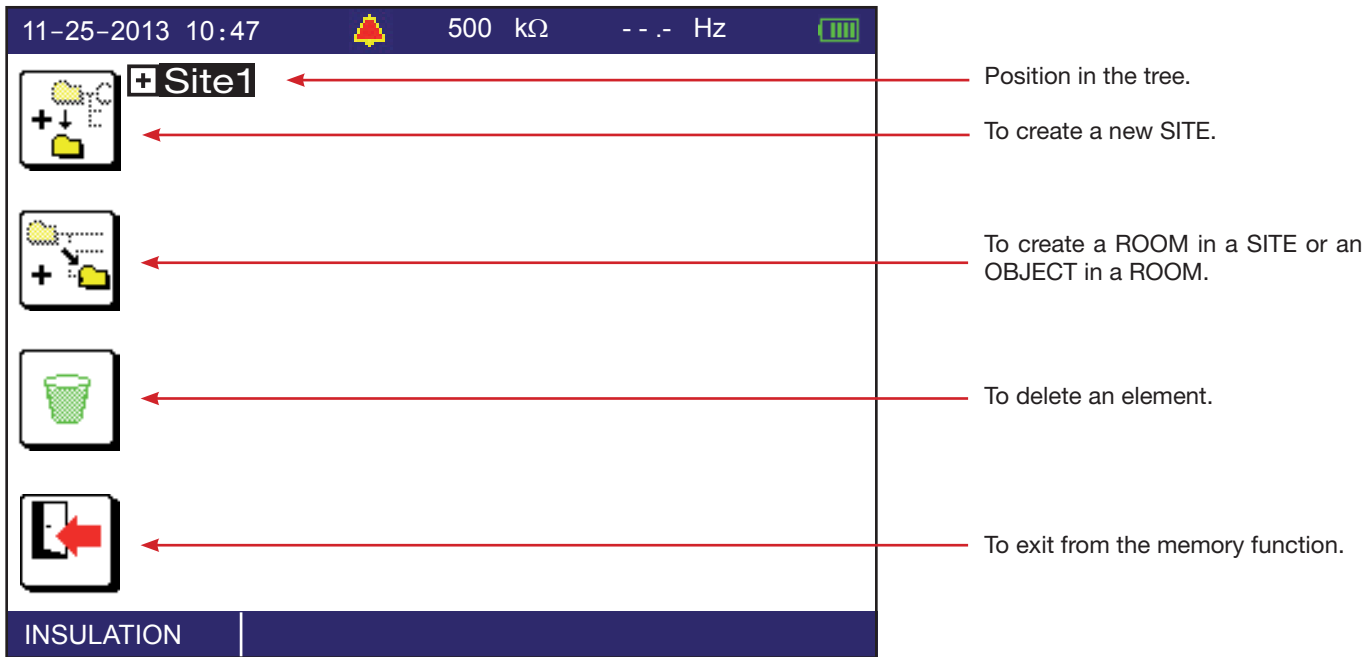 11-25-2013 10:47 500 kΩ - - .- Hz
+ Site1
Position in the tree.
To create a new SITE.
To create a ROOM in a SITE or an
OBJECT in a ROOM.
To delete an element.
To exit from the memory function.
INSULATION